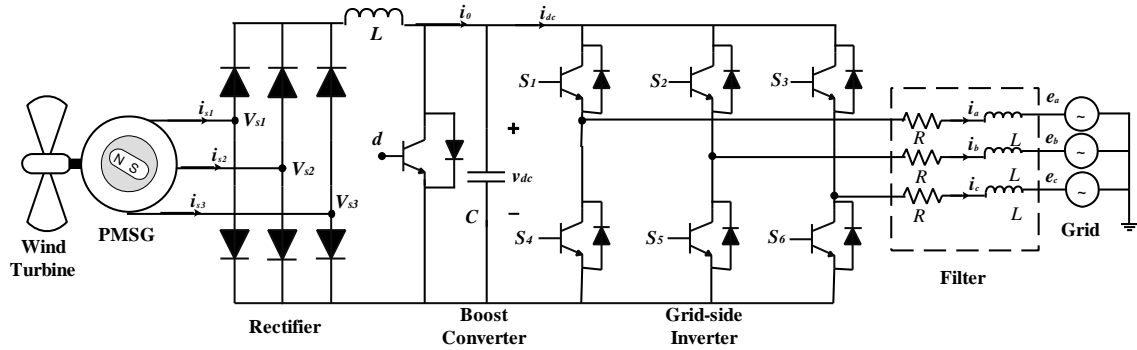 L
i0
idc
S1
S2
S3
is1
Vs1
ia
ea
~
R
L
d
+
ib
eb
~
N S
is2
Vs2
vdc
R
L
ic
ec
~
is3
Vs3
C
−
R
L
S4
S5
S6
Wind
Turbine
PMSG
Grid
Filter
Rectifier
Boost
Converter
Grid-side
Inverter